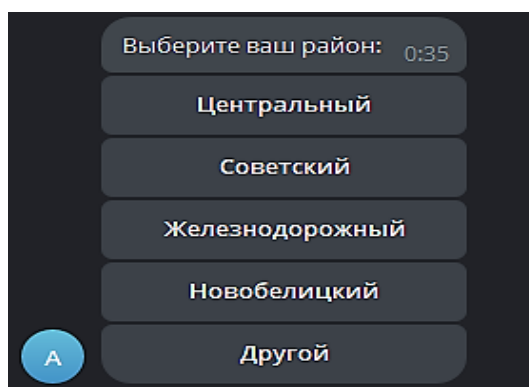 Выберите ваш район: 0:35
Центральный
Советский
Железнодорожный
Новобелицкий
Другой
A